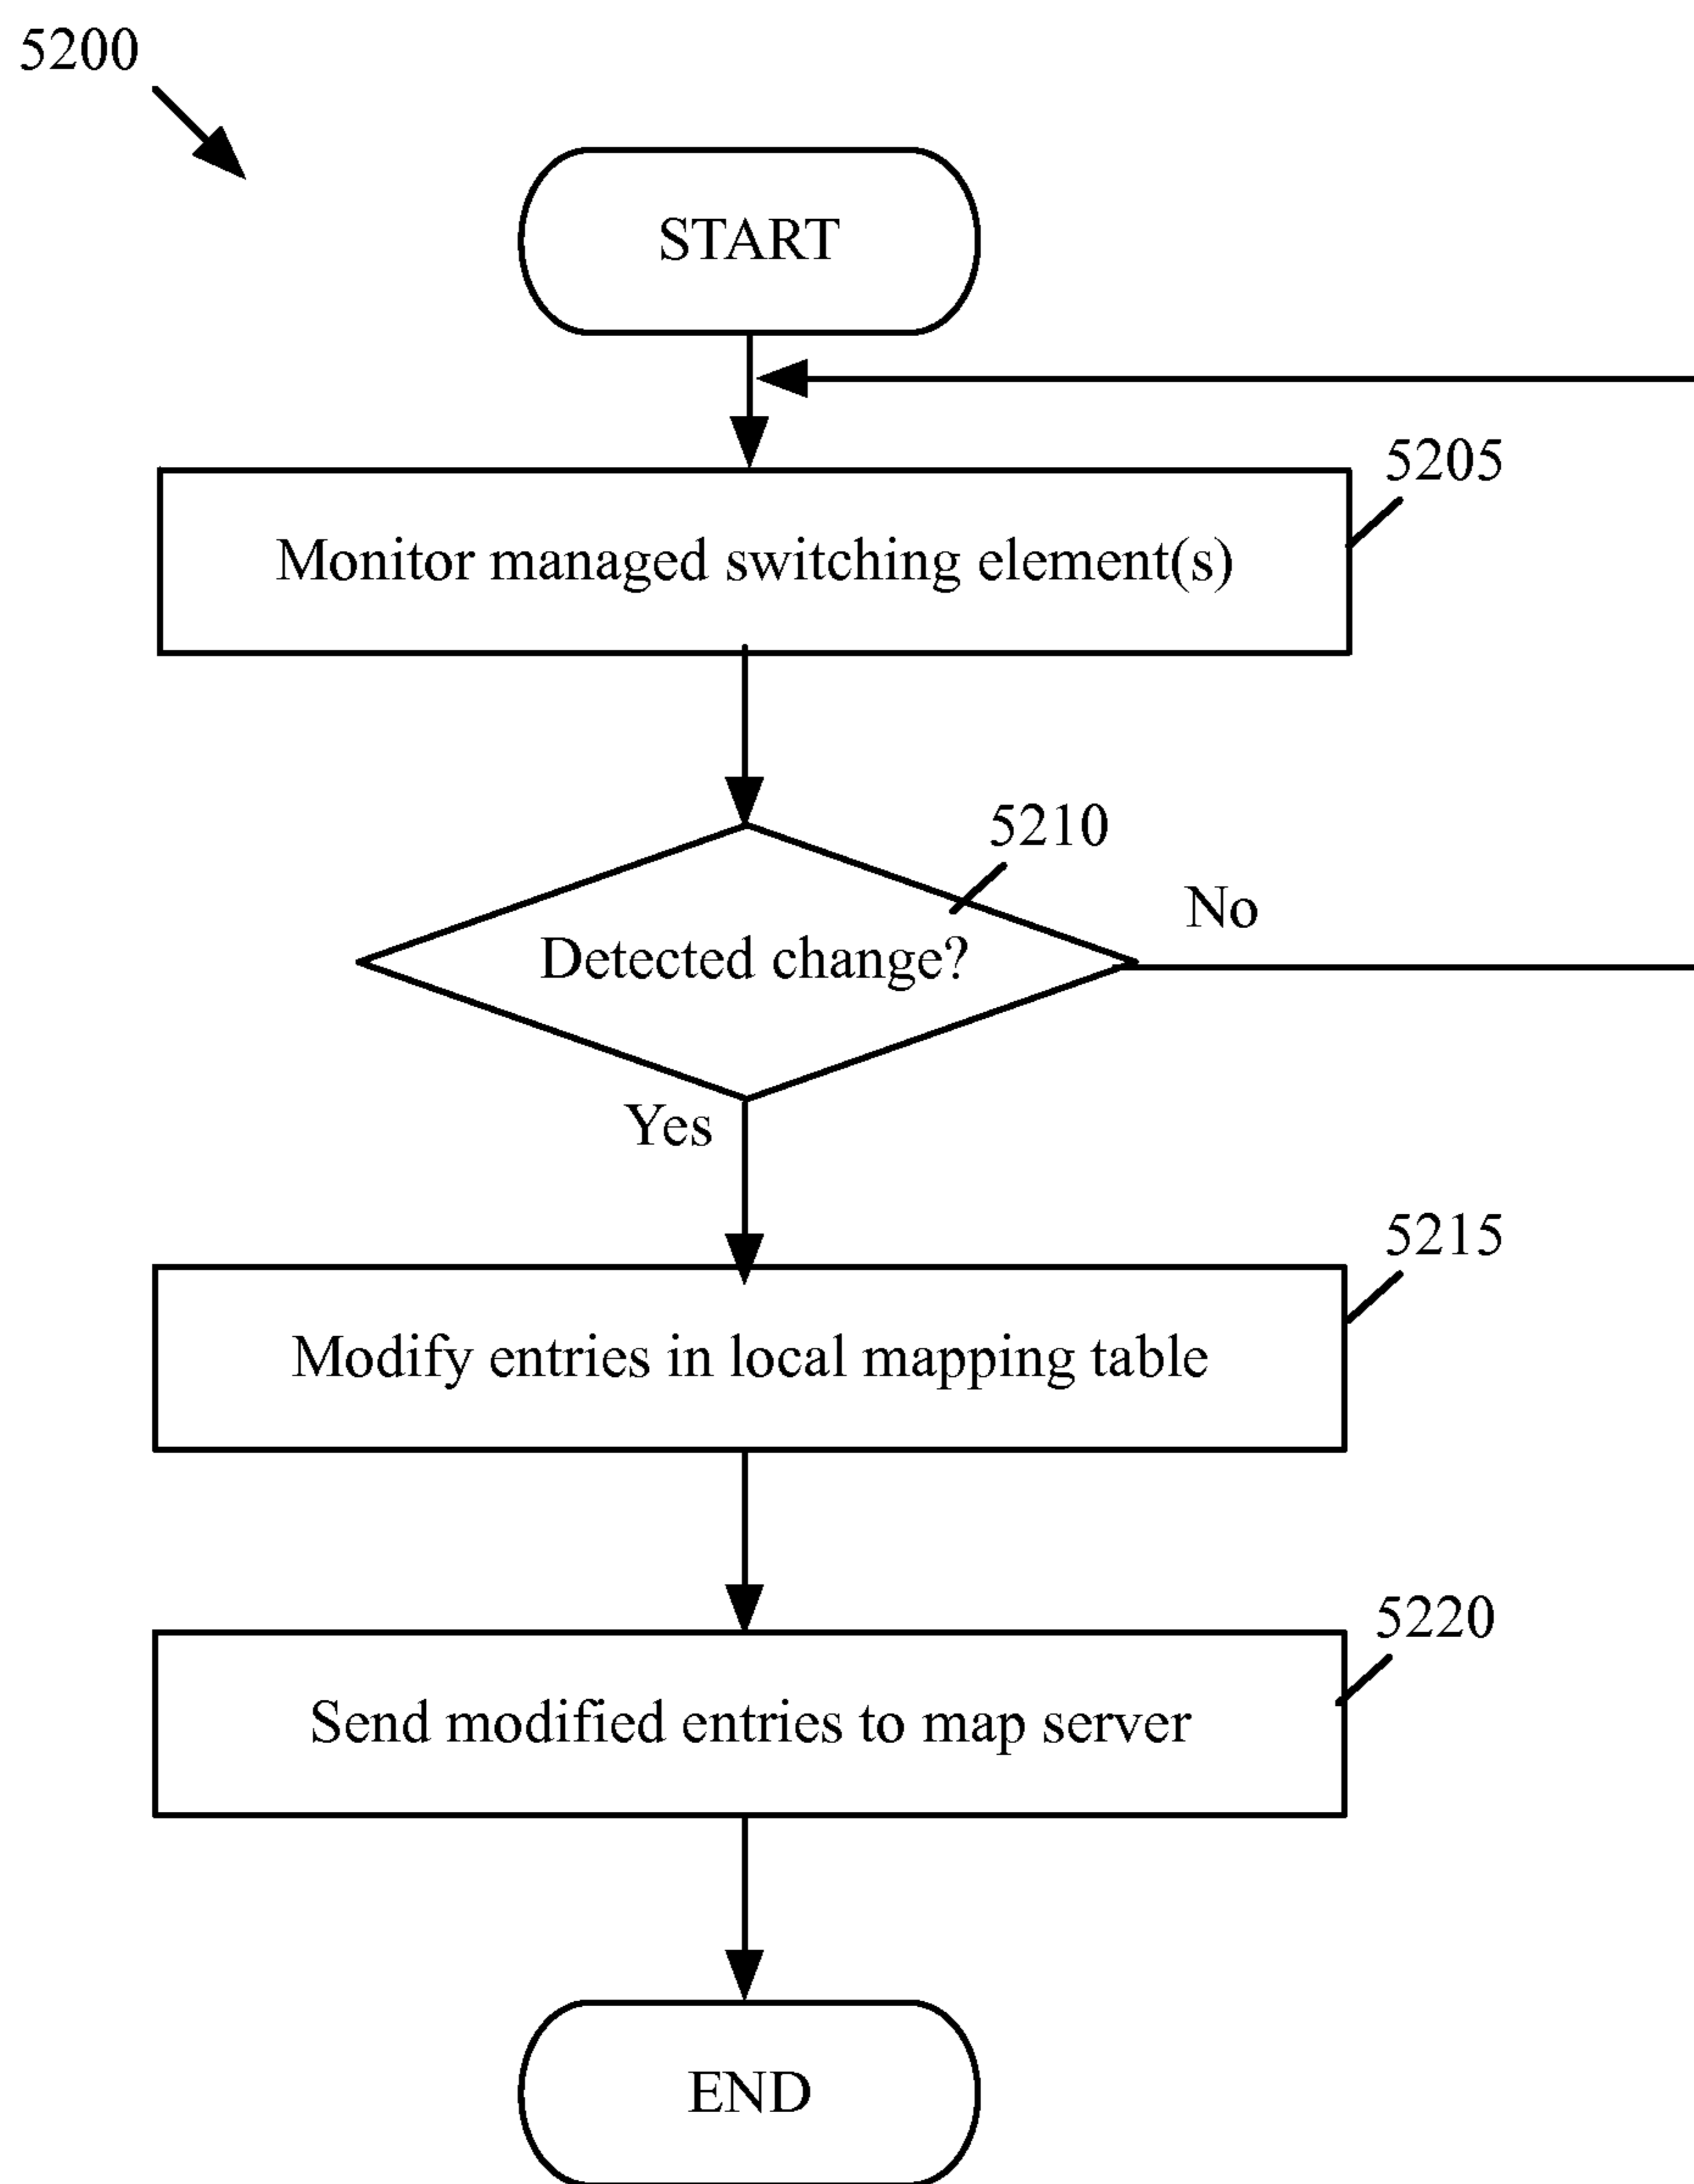 5200
START
5205
Monitor managed switching element(s)
5210
No
Detected change?
Yes
5215
Modify entries in local mapping table
5220
Send modified entries to map server
END